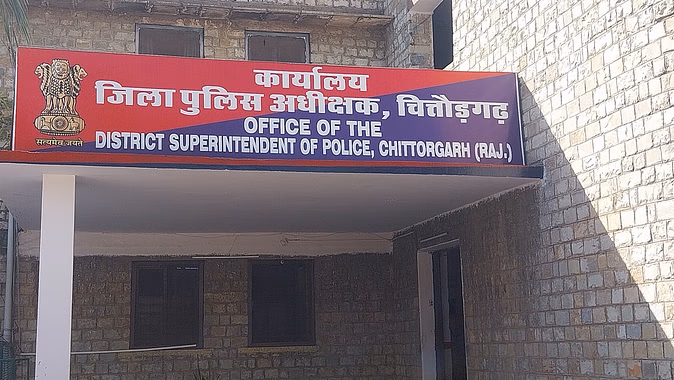 कार्यालय
जिला पुलिस अधीक्षक, चित्तौड़गढ़
OFFICE OF THE
DISTRICT SUPERINTENDENT OF POLICE, CHITTORGARH (RAJ.)
सत्यमेव जयते